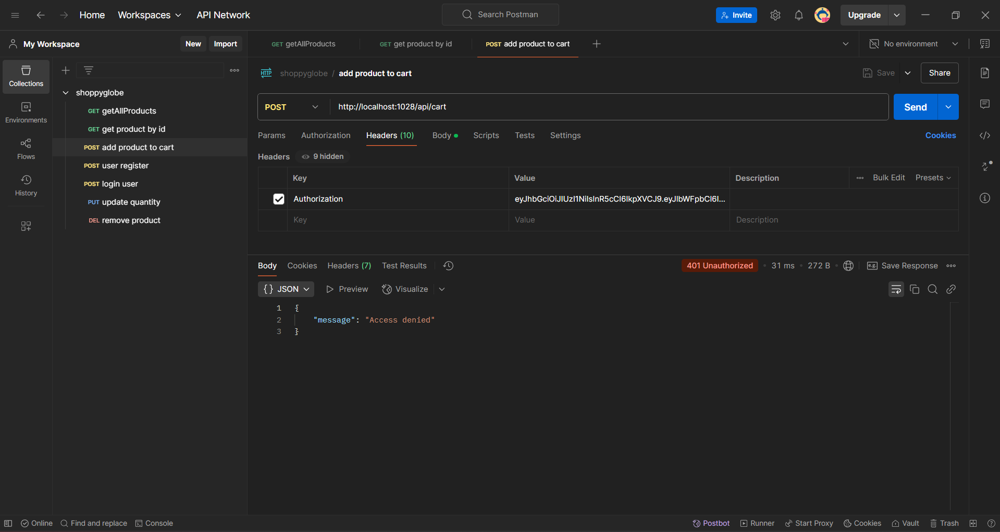 Home
Workspaces
API Network
Search Postman
Invite
Upgrade
My Workspace
New
Import
GET getAllProducts
GET get product by id
POST add product to cart
No environment
Collections
Environments
Flows
History
shoppyglobe
GET getAllProducts
GET get product by id
POST add product to cart
POST user register
POST login user
PUT update quantity
DEL remove product
HTTP shoppyglobe / add product to cart
Save
Share
POST
http://localhost:1028/api/cart
Send
Params
Authorization
Headers (10)
Body
Scripts
Tests
Settings
Cookies
Headers
9 hidden
Key
Value
Description
Bulk Edit
Presets
Authorization
eyJhbGciOiJIUzI1NiIsInR5cCI6IkpXVCJ9.eyJlbWFpbCI6I...
Key
Value
Description
Body
Cookies
Headers (7)
Test Results
401 Unauthorized
31 ms
272 B
e.g. Save Response
{} JSON
Preview
Visualize
1 {
2 "message": "Access denied"
3 }
Online
Find and replace
Console
Postbot
Runner
Start Proxy
Cookies
Vault
Trash